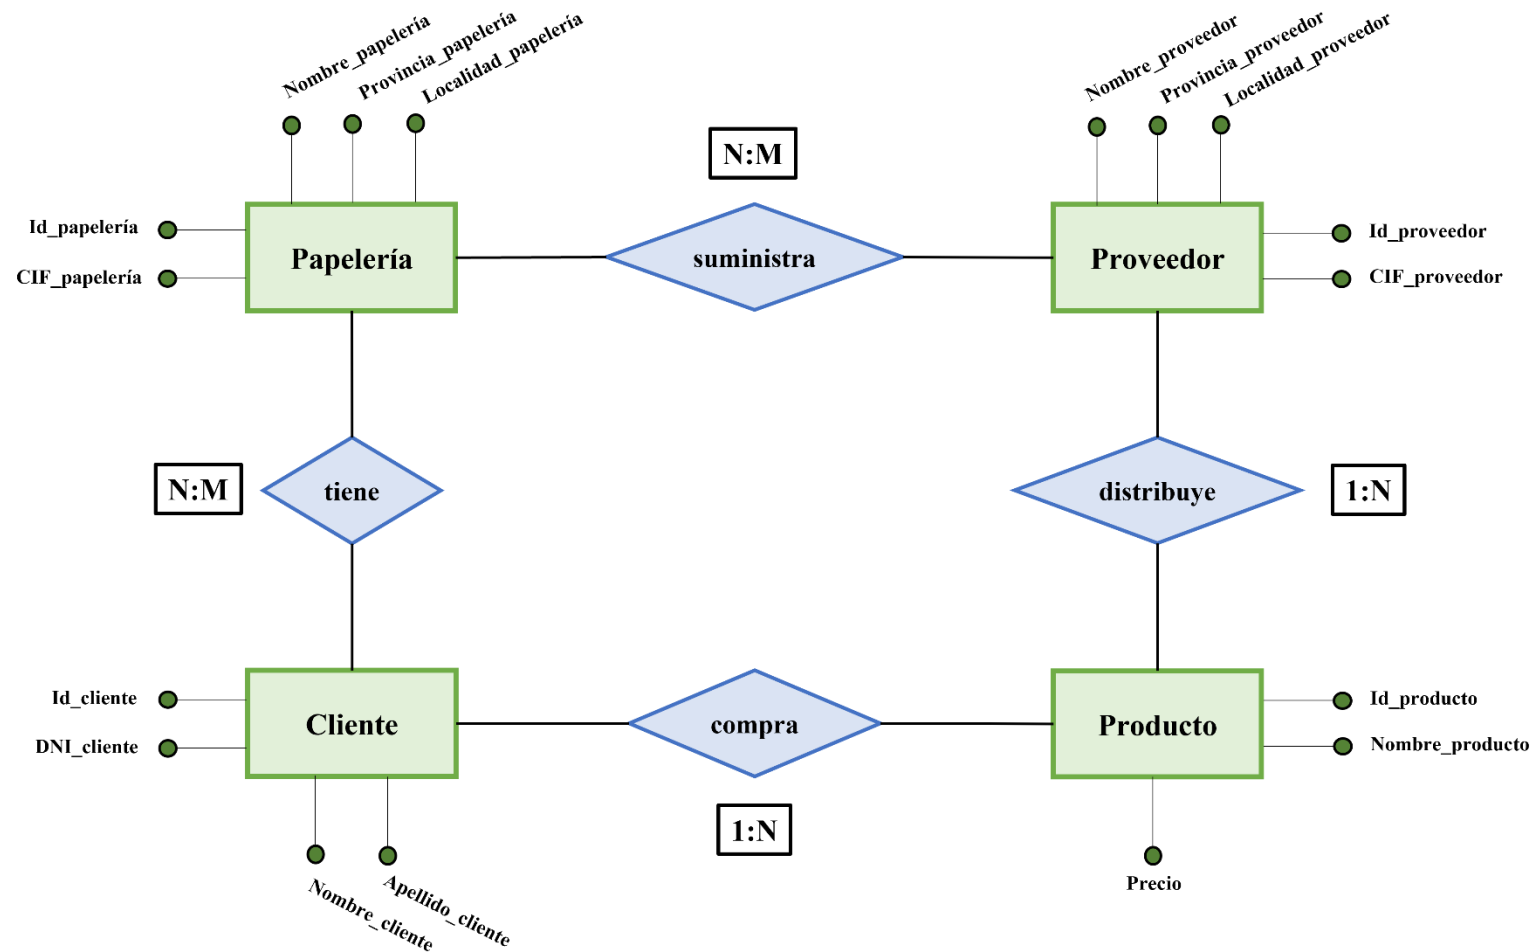 Nombre_papelería
Provincia_papelería
Localidad_papelería
Nombre_proveedor
Provincia_proveedor
Localidad_proveedor
N:M
Id_papelería
CIF_papelería
Papelería
suministra
Proveedor
Id_proveedor
CIF_proveedor
N:M
tiene
distribuye
1:N
Id_cliente
DNI_cliente
Cliente
compra
Producto
Id_producto
Nombre_producto
1:N
Nombre_cliente
Apellido_cliente
Precio